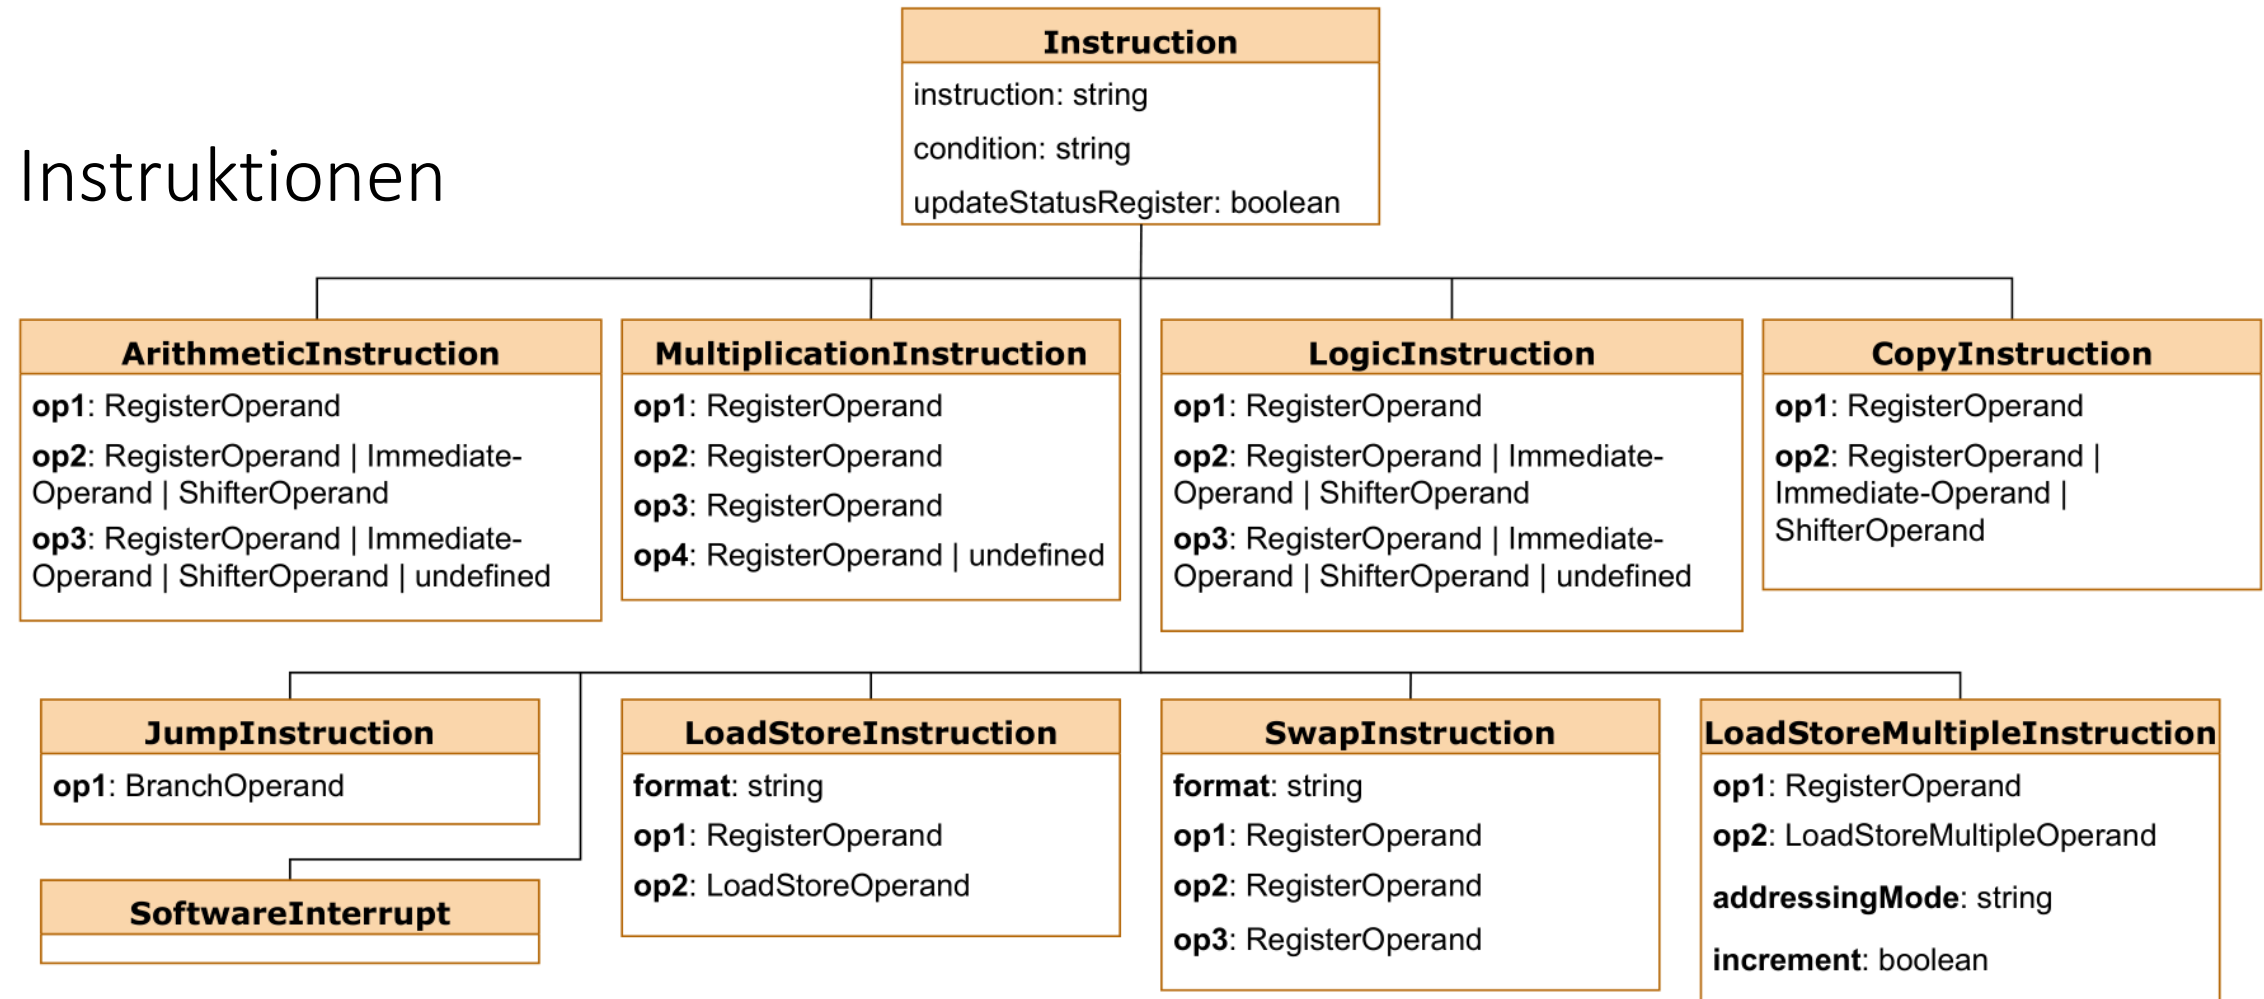 Instruction
instruction: string
condition: string
updateStatusRegister: boolean
Instruktionen
ArithmeticInstruction
op1: RegisterOperand
op2: RegisterOperand | Immediate-
Operand | ShifterOperand
op3: RegisterOperand | Immediate-
Operand | ShifterOperand | undefined
MultiplicationInstruction
op1: RegisterOperand
op2: RegisterOperand
op3: RegisterOperand
op4: RegisterOperand | undefined
LogicInstruction
op1: RegisterOperand
op2: RegisterOperand | Immediate-
Operand | ShifterOperand
op3: RegisterOperand | Immediate-
Operand | ShifterOperand | undefined
CopyInstruction
op1: RegisterOperand
op2: RegisterOperand |
Immediate-Operand |
ShifterOperand
JumpInstruction
op1: BranchOperand
SoftwareInterrupt
LoadStoreInstruction
format: string
op1: RegisterOperand
op2: LoadStoreOperand
SwapInstruction
format: string
op1: RegisterOperand
op2: RegisterOperand
op3: RegisterOperand
LoadStoreMultipleInstruction
op1: RegisterOperand
op2: LoadStoreMultipleOperand
addressingMode: string
increment: boolean